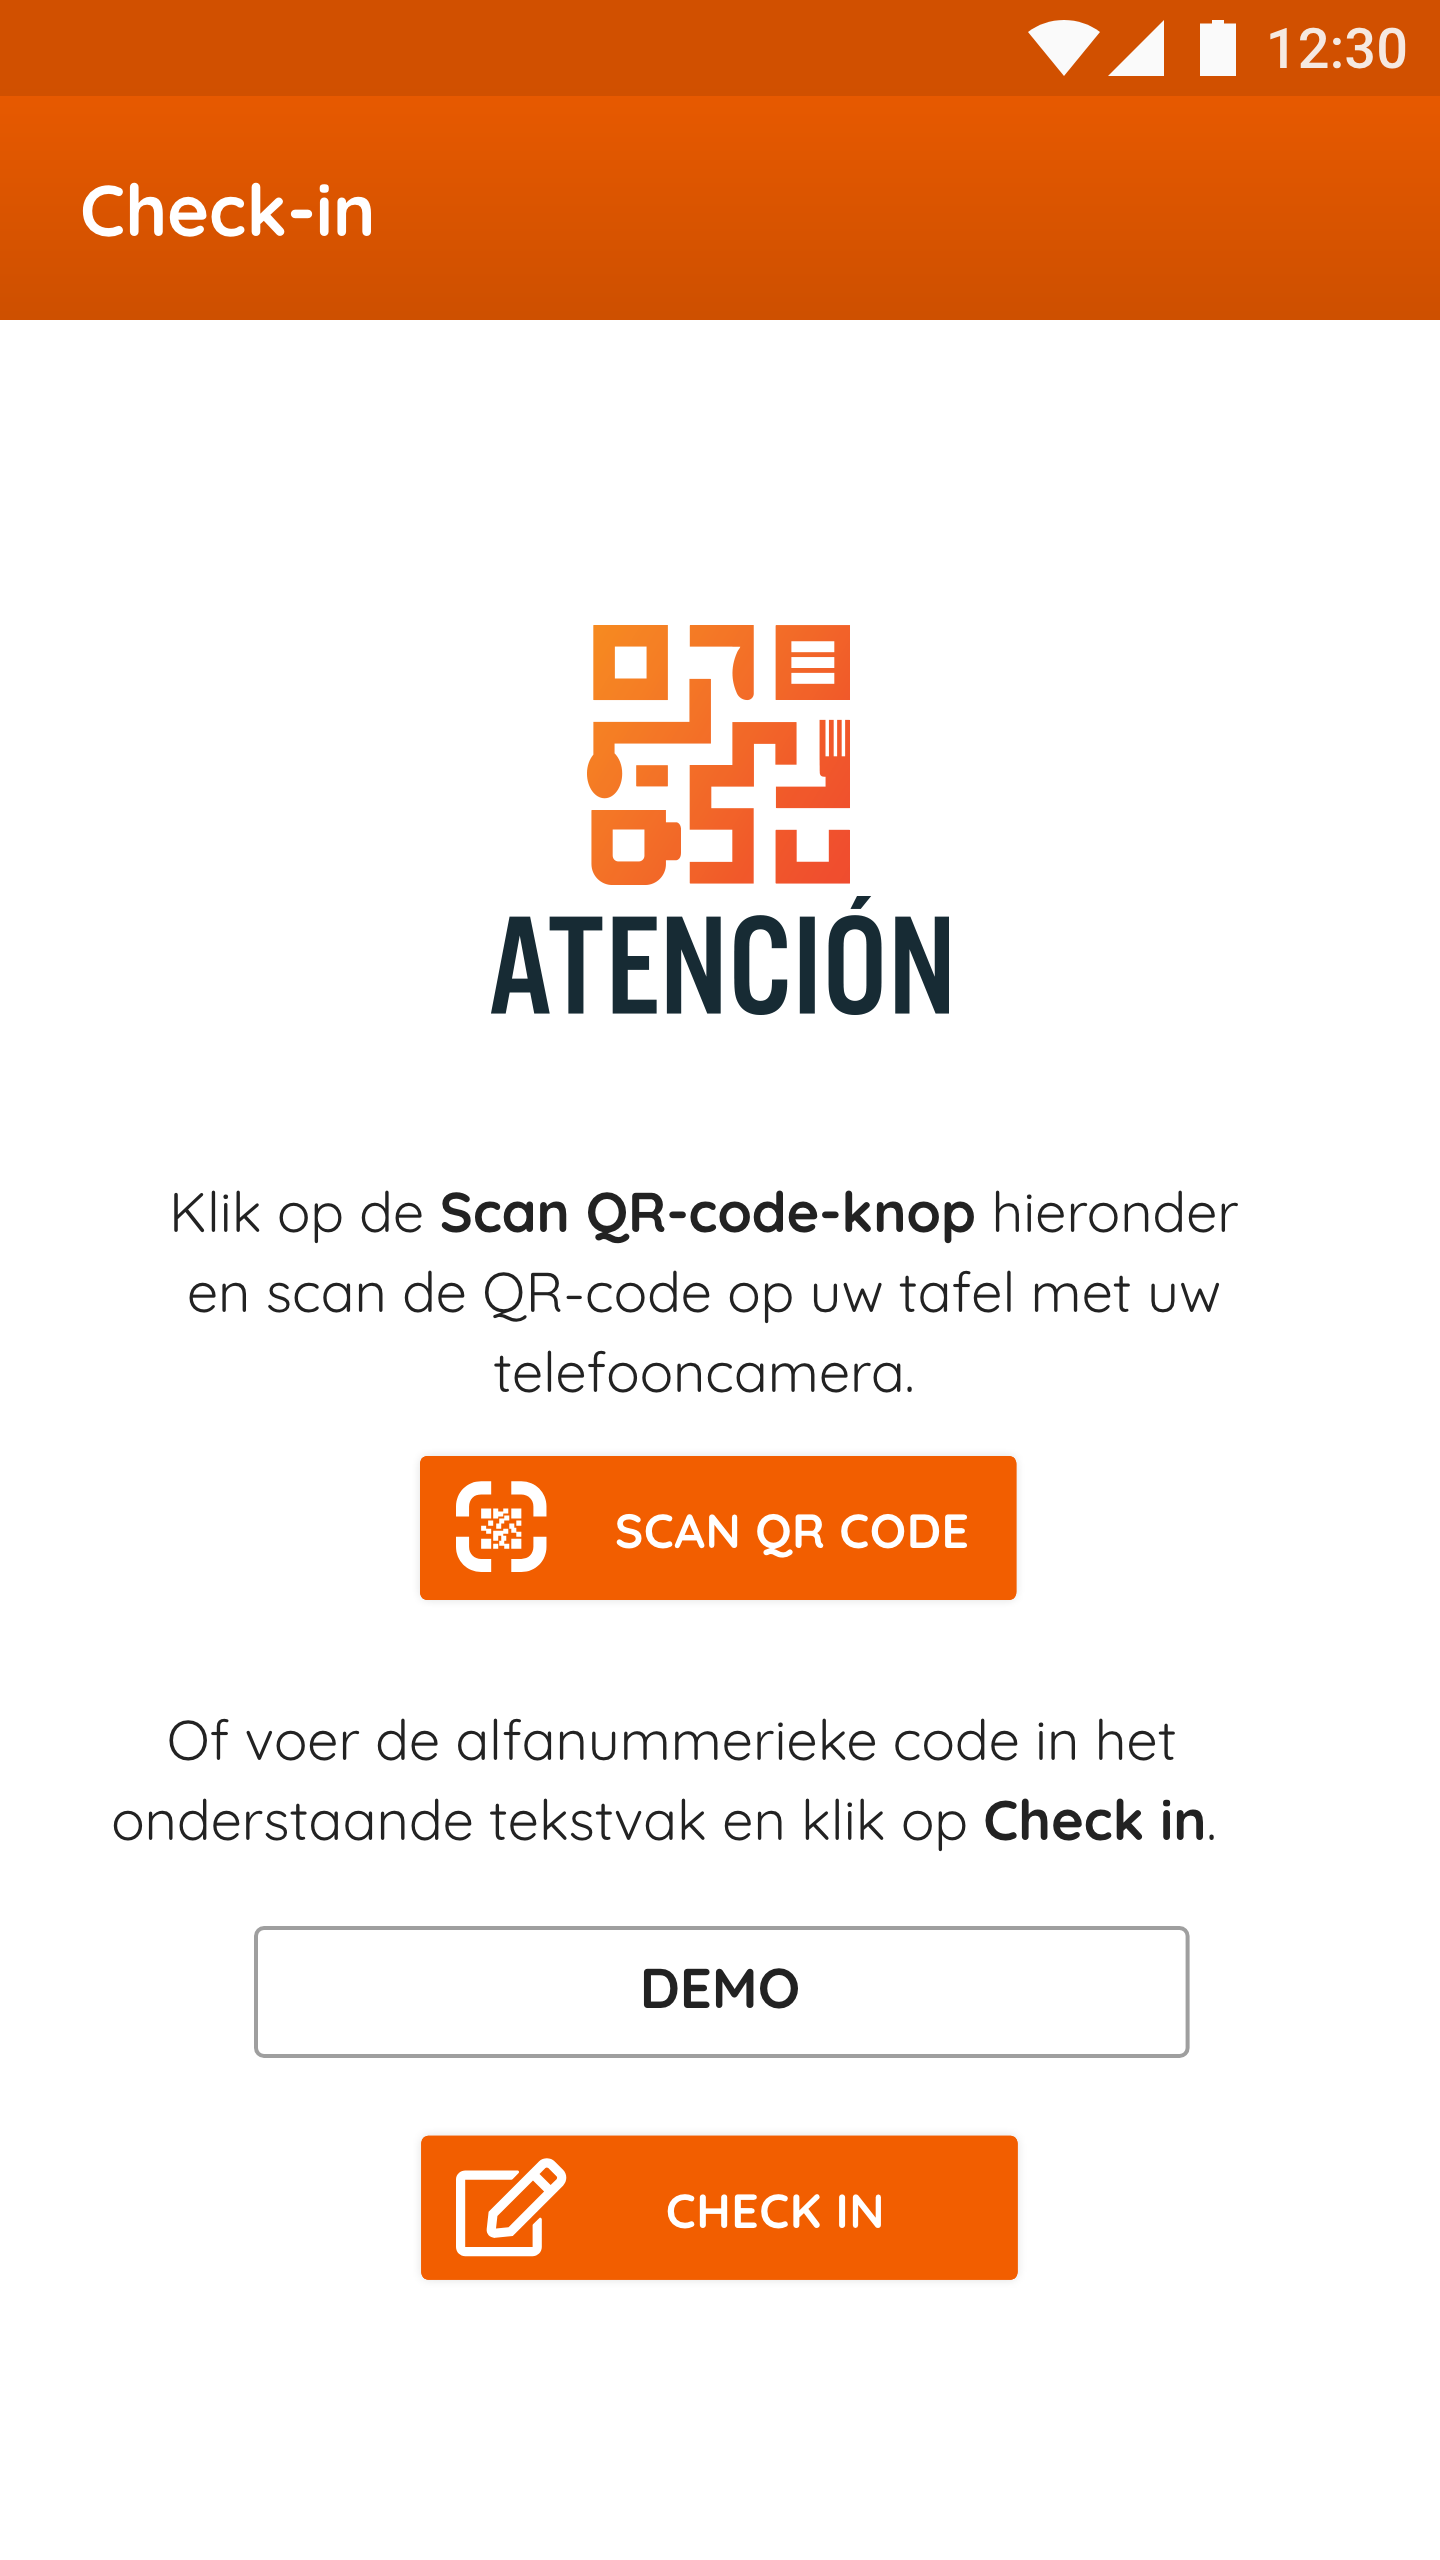 12:30
Check-in
ATENCIÓN
Klik op de Scan QR-code-knop hieronder
en scan de QR-code op uw tafel met uw
telefooncamera.
SCAN QR CODE
Of voer de alfanummerieke code in het
onderstaande tekstvak en klik op Check in.
DEMO
CHECK IN